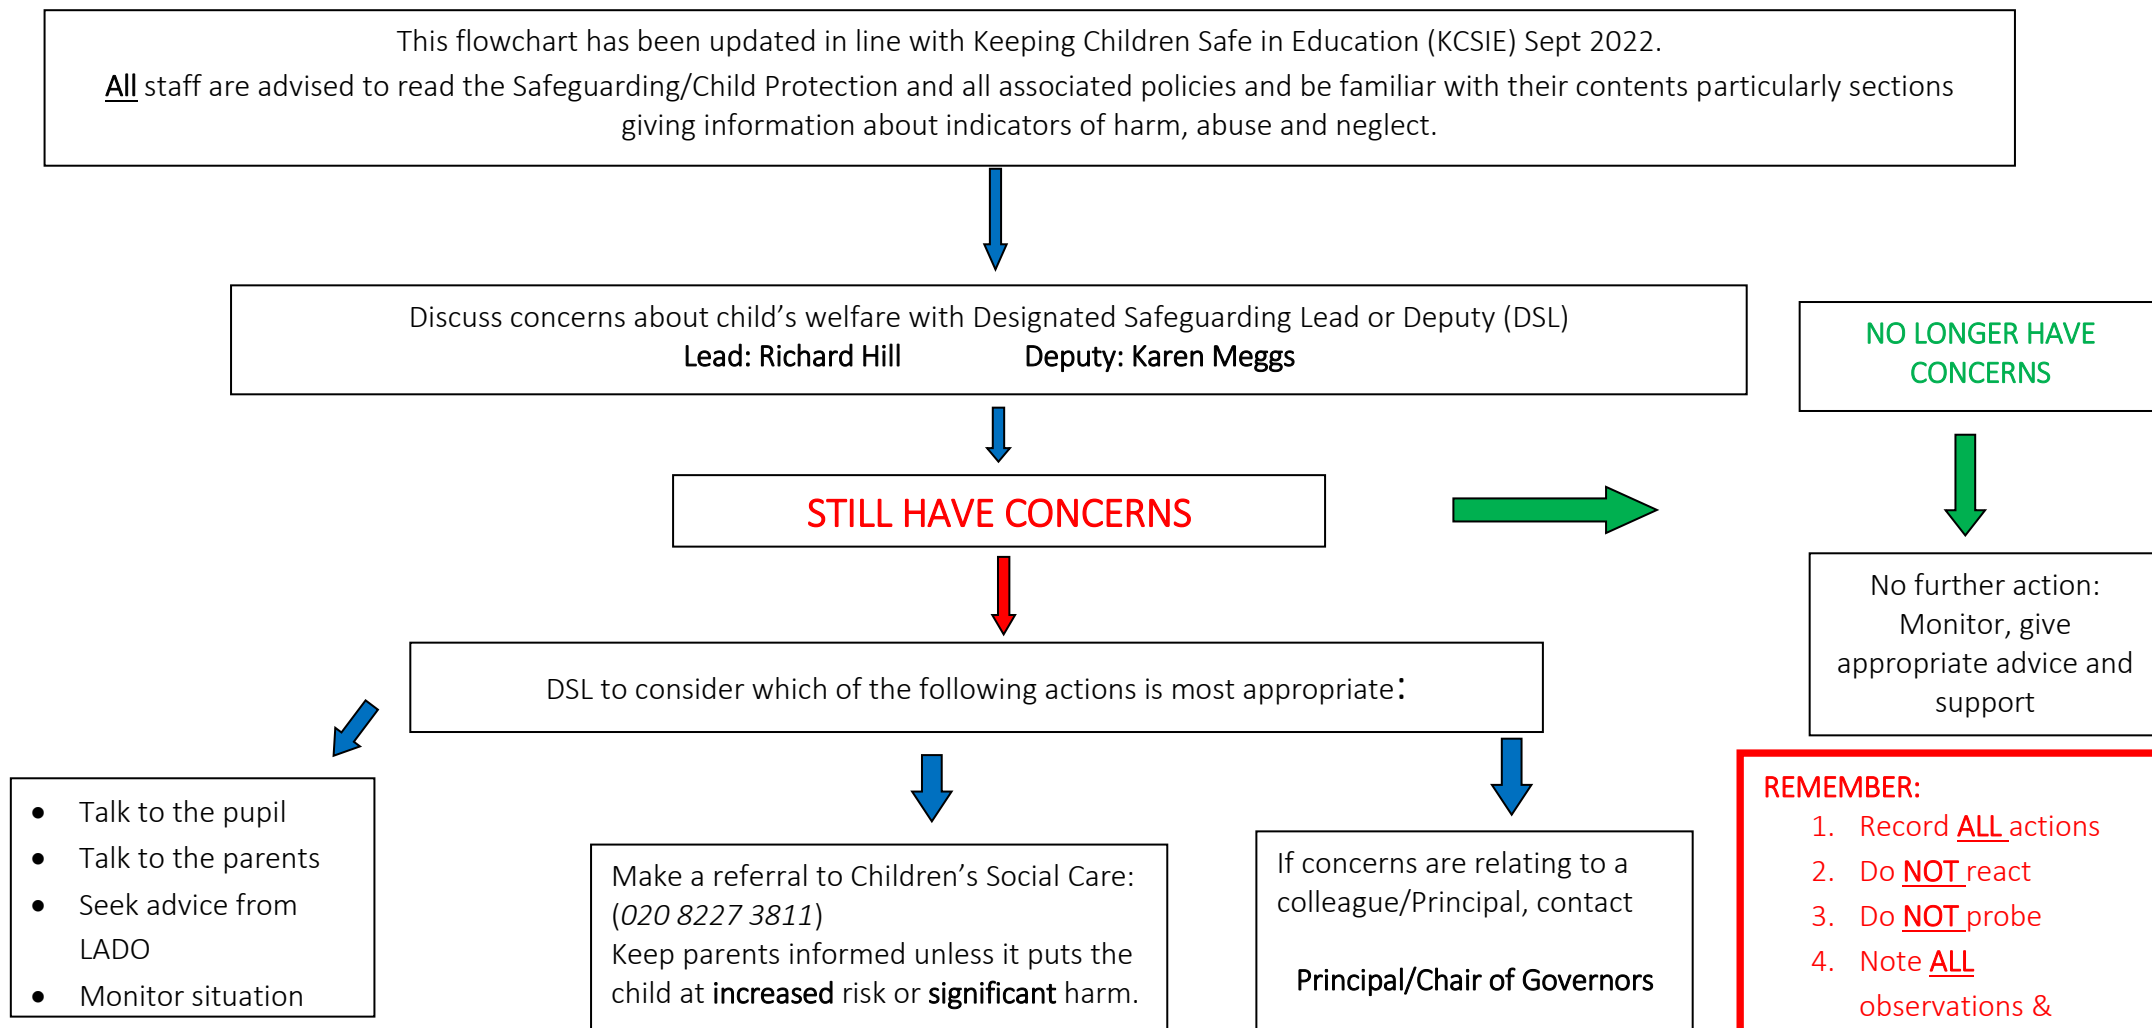 This flowchart has been updated in line with Keeping Children Safe in Education (KCSIE) Sept 2022.
All staff are advised to read the Safeguarding/Child Protection and all associated policies and be familiar with their contents particularly sections
giving information about indicators of harm, abuse and neglect.
Discuss concerns about child’s welfare with Designated Safeguarding Lead or Deputy (DSL)
Lead: Richard Hill Deputy: Karen Meggs
NO LONGER HAVE
CONCERNS
STILL HAVE CONCERNS
No further action:
Monitor, give
appropriate advice and
support
DSL to consider which of the following actions is most appropriate:
• Talk to the pupil
• Talk to the parents
• Seek advice from
LADO
• Monitor situation
Make a referral to Children’s Social Care:
(020 8227 3811)
Keep parents informed unless it puts the
child at increased risk or significant harm.
If concerns are relating to a
colleague/Principal, contact
Principal/Chair of Governors
REMEMBER:
1. Record ALL actions
2. Do NOT react
3. Do NOT probe
4. Note ALL
observations &